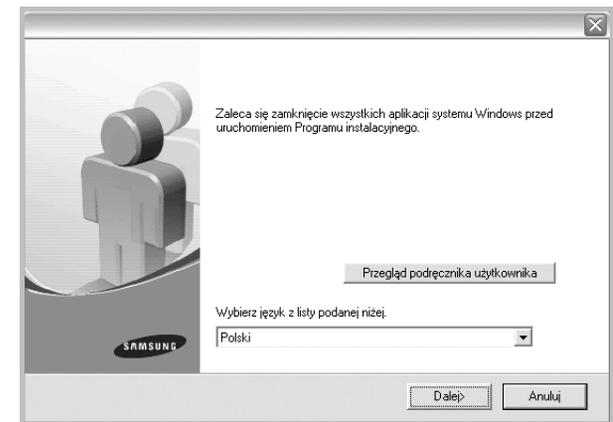 Zaleca się zamknięcie wszystkich aplikacji systemu Windows przed
uruchomieniem Programu instalacyjnego.
Przegląd podręcznika użytkownika
Wybierz język z listy podanej niżej.
Polski
SAMSUNG
Dalej>
Anuluj